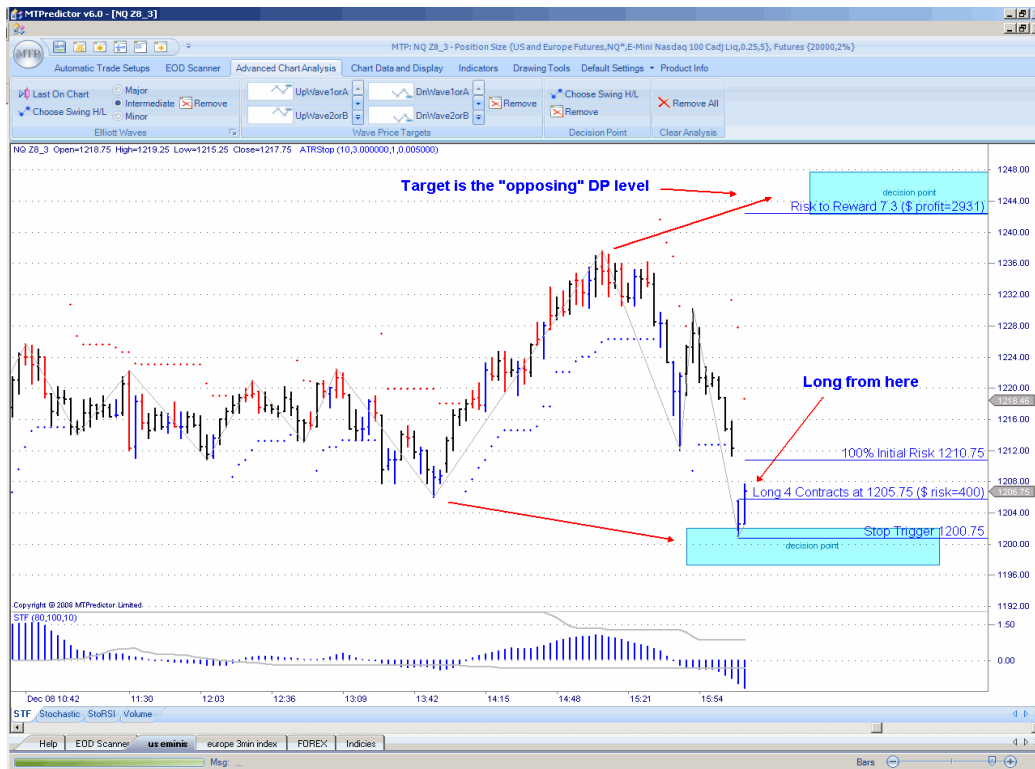 MTPredictor v6.0 - [NQ Z8_3]
MTP
MTP: NQ Z8_3 - Position Size {US and Europe Futures,NQ*,E-Mini Nasdaq 100 Cadj Liq,0.25,5}, Futures {20000,2%}
Automatic Trade Setups EOD Scanner Advanced Chart Analysis Chart Data and Display Indicators Drawing Tools Default Settings Product Info
Last On Chart
Choose Swing H/L
Major
Intermediate
Minor
Remove
Elliott Waves
UpWave1orA
UpWave2orB
DnWave1orA
DnWave2orB
Remove
Wave Price Targets
Choose Swing H/L
Remove
Decision Point
Remove All
Clear Analysis
NQ Z8_3 Open=1218.75 High=1219.25 Low=1215.25 Close=1217.75 ATRStop (10,3.000000,1,0.005000)
Target is the "opposing" DP level
decision point
Risk to Reward 7.3 ($ profit=2931)
Long from here
100% Initial Risk 1210.75
Long 4 Contracts at 1205.75 ($ risk=400)
Stop Trigger 1200.75
decision point
1248.00
1244.00
1240.00
1236.00
1232.00
1228.00
1224.00
1220.00
1218.46
1216.00
1212.00
1208.00
1206.75
1204.00
1200.00
1196.00
1192.00
Copyright © 2008 MTPredictor Limited
STF (80,100,10)
1.50
0.00
Dec 08 10:42 11:30 12:03 12:36 13:09 13:42 14:15 14:48 15:21 15:54
STF Stochastic StoRSI Volume
Help EOD Scanner us eminis europe 3min index FOREX Indicies
Msg: ...
Bars